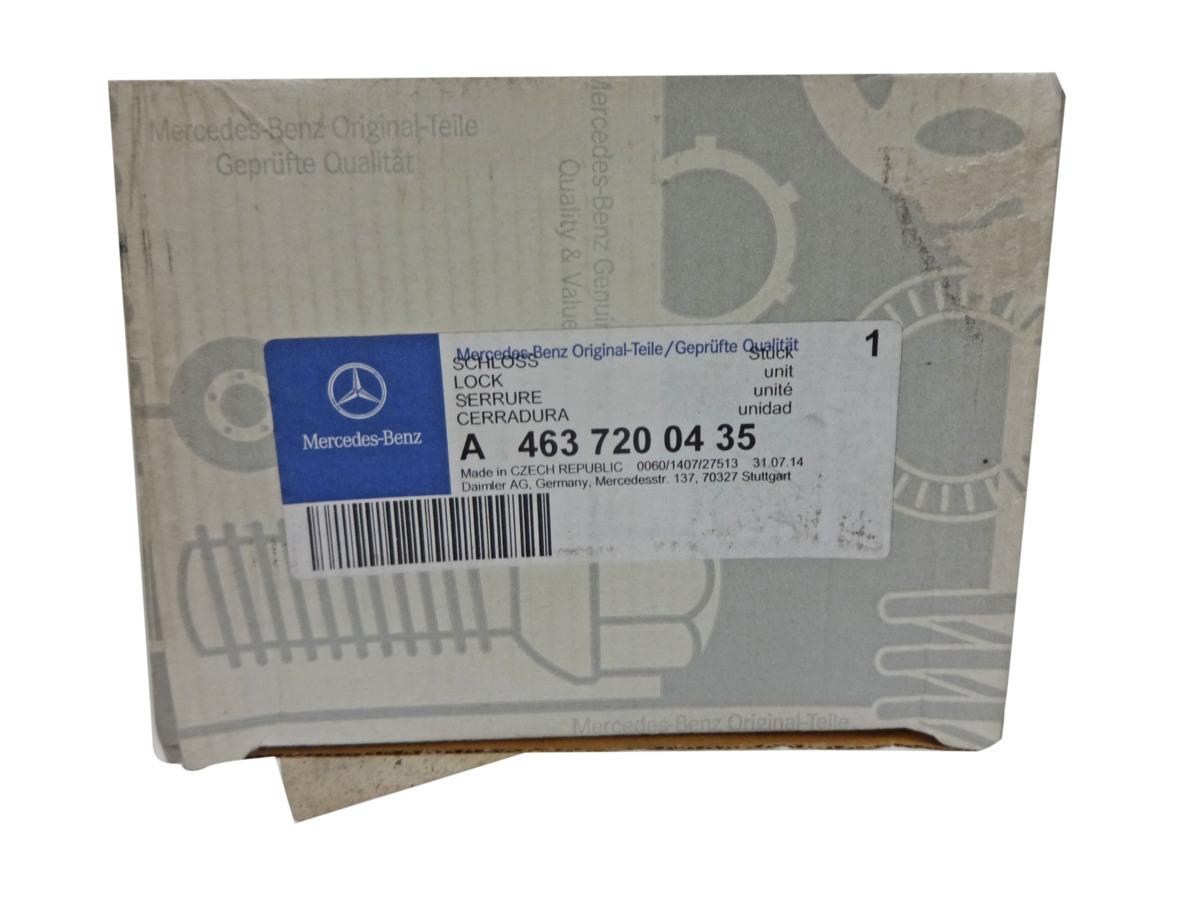 Mercedes-Benz Original-Teile
Geprüfte Qualität
Mercedes-Benz Genuin
Quality & Value
Mercedes-Benz
Mercedes-Benz Original-Teile/Geprüfte Qualität
SCHLOSS Stück 1
LOCK unit
SERRURE unité
CERRADURA unidad
A 463 720 04 35
Made in CZECH REPUBLIC 0060/1407/27513 31.07.14
Daimler AG, Germany, Mercedesstr. 137, 70327 Stuttgart
Mercedes-Benz Original-Teile